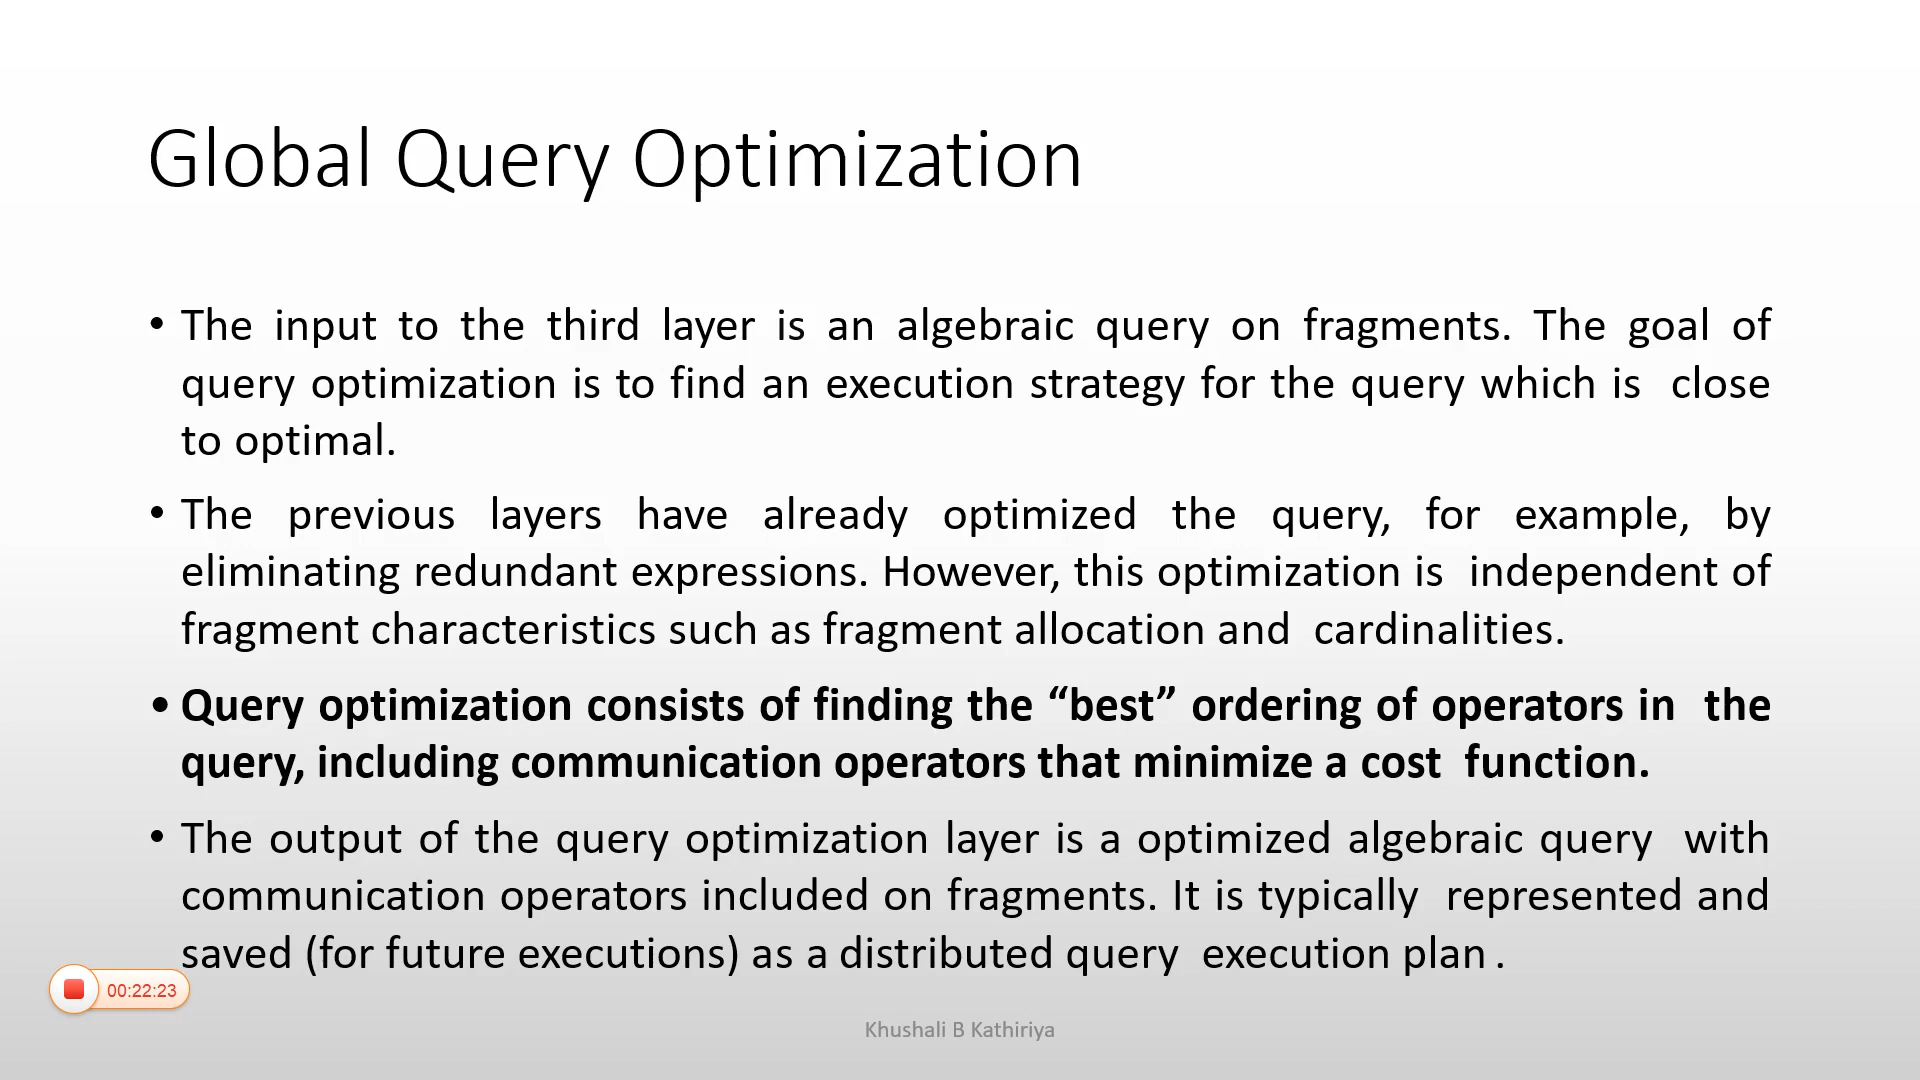 Global Query Optimization
• The input to the third layer is an algebraic query on fragments. The goal of
query optimization is to find an execution strategy for the query which is close
to optimal.
• The previous layers have already optimized the query, for example, by
eliminating redundant expressions. However, this optimization is independent of
fragment characteristics such as fragment allocation and cardinalities.
• Query optimization consists of finding the “best” ordering of operators in the
query, including communication operators that minimize a cost function.
• The output of the query optimization layer is a optimized algebraic query with
communication operators included on fragments. It is typically represented and
saved (for future executions) as a distributed query execution plan .
00:22:23
Khushali B Kathiriya